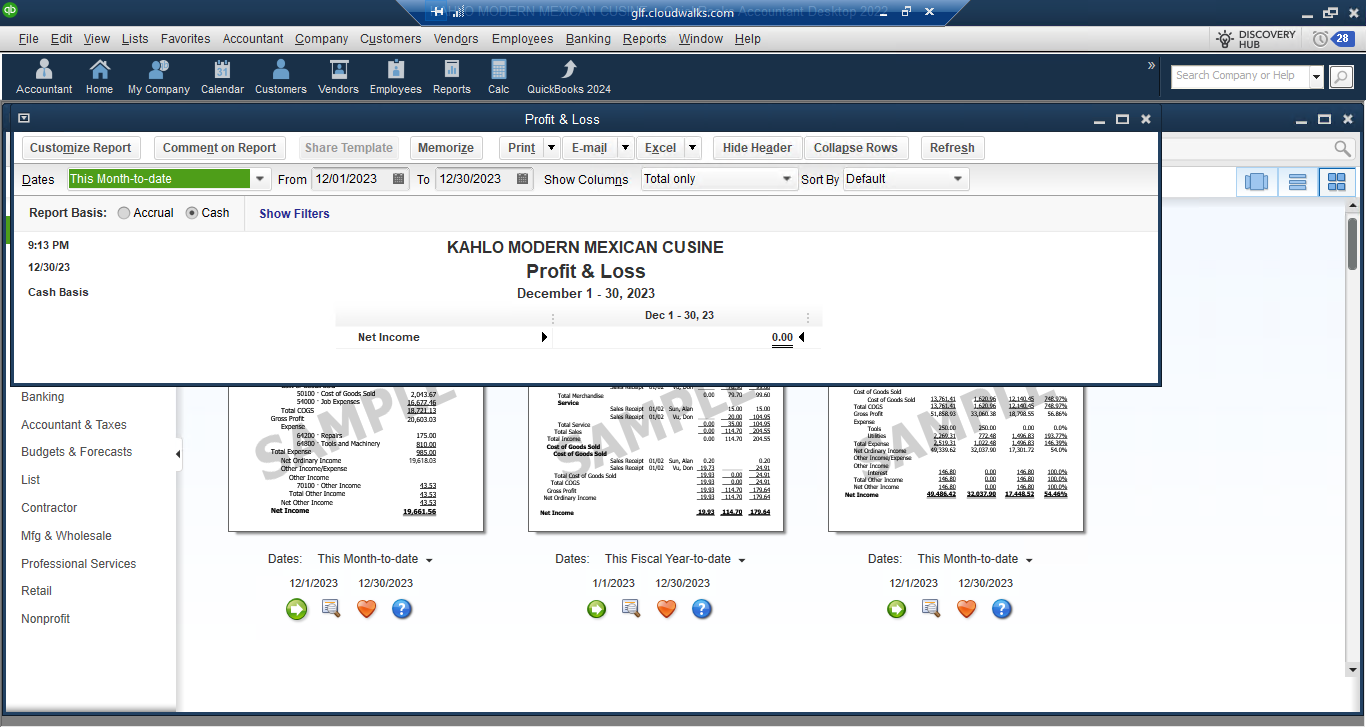 KAHLO MODERN MEXICAN CUSINE Accountant Desktop 2022
glf.cloudwalks.com
File Edit View Lists Favorites Accountant Company Customers Vendors Employees Banking Reports Window Help
DISCOVERY HUB 28
Accountant Home My Company Calendar Customers Vendors Employees Reports Calc QuickBooks 2024
31
Search Company or Help
Profit & Loss
Customize Report Comment on Report Share Template Memorize Print E-mail Excel Hide Header Collapse Rows Refresh
Dates This Month-to-date From 12/01/2023 To 12/30/2023 Show Columns Total only Sort By Default
Report Basis: Accrual Cash Show Filters
9:13 PM
KAHLO MODERN MEXICAN CUSINE
12/30/23
Profit & Loss
Cash Basis
December 1 - 30, 2023
Dec 1 - 30, 23
Net Income 0.00
Banking
Accountant & Taxes
Budgets & Forecasts
List
Contractor
Mfg & Wholesale
Professional Services
Retail
Nonprofit
SAMPLE
50100 · Cost of Goods Sold 2,043.67
54000 · Job Expenses 16,677.46
Total COGS 18,721.13
Gross Profit 20,603.03
Expense
64200 · Repairs 175.00
64800 · Tools and Machinery 810.00
Total Expense 985.00
Net Ordinary Income 19,618.03
Other Income/Expense
Other Income
70100 · Other Income 43.53
Total Other Income 43.53
Net Other Income 43.53
Net Income 19,661.56
SAMPLE
Total Merchandise 0.00 79.70 99.60
Service
Sales Receipt 01/02 Sun, Alan 15.00 15.00
Sales Receipt 01/02 Vu, Don 20.00 104.95
Total Service 0.00 35.00 104.95
Total Sales 0.00 114.70 204.55
Total Income 0.00 114.70 204.55
Cost of Goods Sold
Cost of Goods Sold
Sales Receipt 01/02 Sun, Alan 0.20 0.20
Sales Receipt 01/02 Vu, Don 19.73 24.91
Total Cost of Goods Sold 19.93 0.00 24.91
Total COGS 19.93 0.00 24.91
Gross Profit 19.93 114.70 179.64
Net Ordinary Income 19.93 114.70 179.64
Net Income 19.93 114.70 179.64
SAMPLE
Cost of Goods Sold
Cost of Goods Sold 13,761.41 1,620.96 12,140.45 748.97%
Total COGS 13,761.41 1,620.96 12,140.45 748.97%
Gross Profit 51,858.93 33,060.38 18,798.55 56.86%
Expense
Tools 250.00 250.00 0.00 0.0%
Utilities 2,269.31 772.48 1,496.83 193.77%
Total Expense 2,519.31 1,022.48 1,496.83 146.39%
Net Ordinary Income 49,339.62 32,037.90 17,301.72 54.0%
Other Income/Expense
Other Income
Interest 146.80 0.00 146.80 100.0%
Total Other Income 146.80 0.00 146.80 100.0%
Net Other Income 146.80 0.00 146.80 100.0%
Net Income 49,486.42 32,037.90 17,448.52 54.46%
Dates: This Month-to-date
12/1/2023 12/30/2023
Dates: This Fiscal Year-to-date
1/1/2023 12/30/2023
Dates: This Month-to-date
12/1/2023 12/30/2023